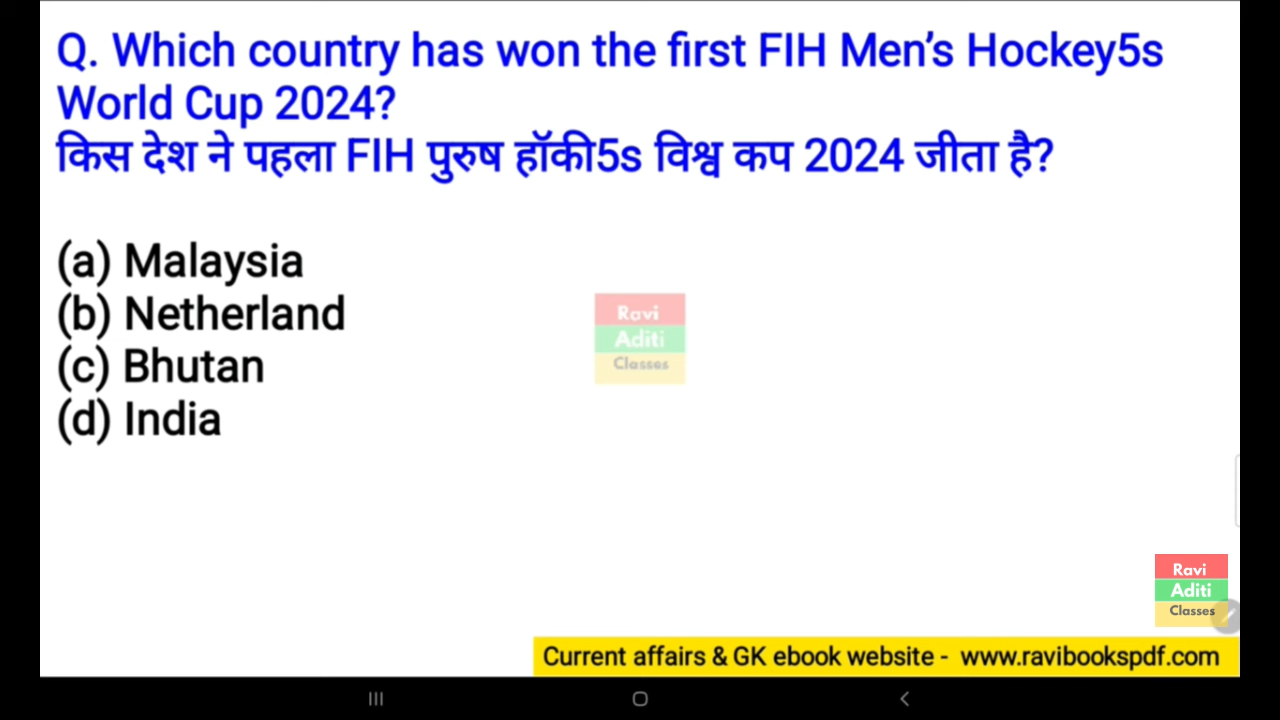 Q. Which country has won the first FIH Men’s Hockey5s
World Cup 2024?
किस देश ने पहला FIH पुरुष हॉकी5s विश्व कप 2024 जीता है?
(a) Malaysia
(b) Netherland
(c) Bhutan
(d) India
Ravi
Aditi
Classes
Ravi
Aditi
Classes
Current affairs & GK ebook website - www.ravibookspdf.com